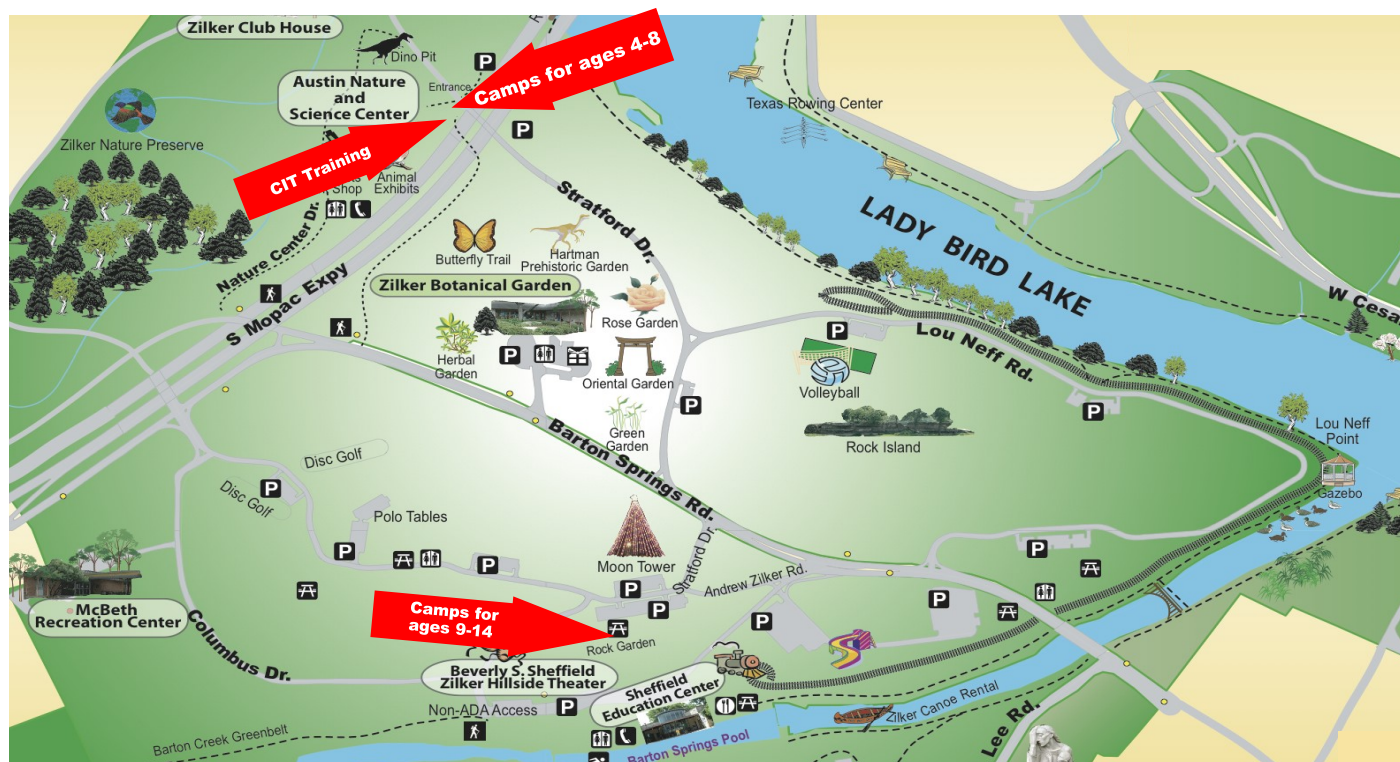 Zilker Club House
Dino Pit
P
Entrance
Camps for ages 4-8
Austin Nature
and
Science Center
P
Texas Rowing Center
Zilker Nature Preserve
CIT Training
Shop
Animal
Exhibits
Stratford Dr.
LADY BIRD LAKE
Nature Center Dr.
Butterfly Trail
Hartman
Prehistoric Garden
Zilker Botanical Garden
S Mopac Expy
W Cesa
Rose Garden
Lou Neff Rd.
P
Herbal
Garden
P
Oriental Garden
Volleyball
P
P
Green
Garden
Barton Springs Rd.
Rock Island
Lou Neff
Point
Gazebo
Disc Golf
Disc Golf
P
Polo Tables
P
P
Moon Tower
Stratford Dr.
P
Andrew Zilker Rd.
P
P
P
P
McBeth
Recreation Center
Camps for
ages 9-14
Rock Garden
Columbus Dr.
Beverly S. Sheffield
Zilker Hillside Theater
Sheffield
Education Center
Non-ADA Access
P
Zilker Canoe Rental
Lee Rd.
Barton Creek Greenbelt
Barton Springs Pool